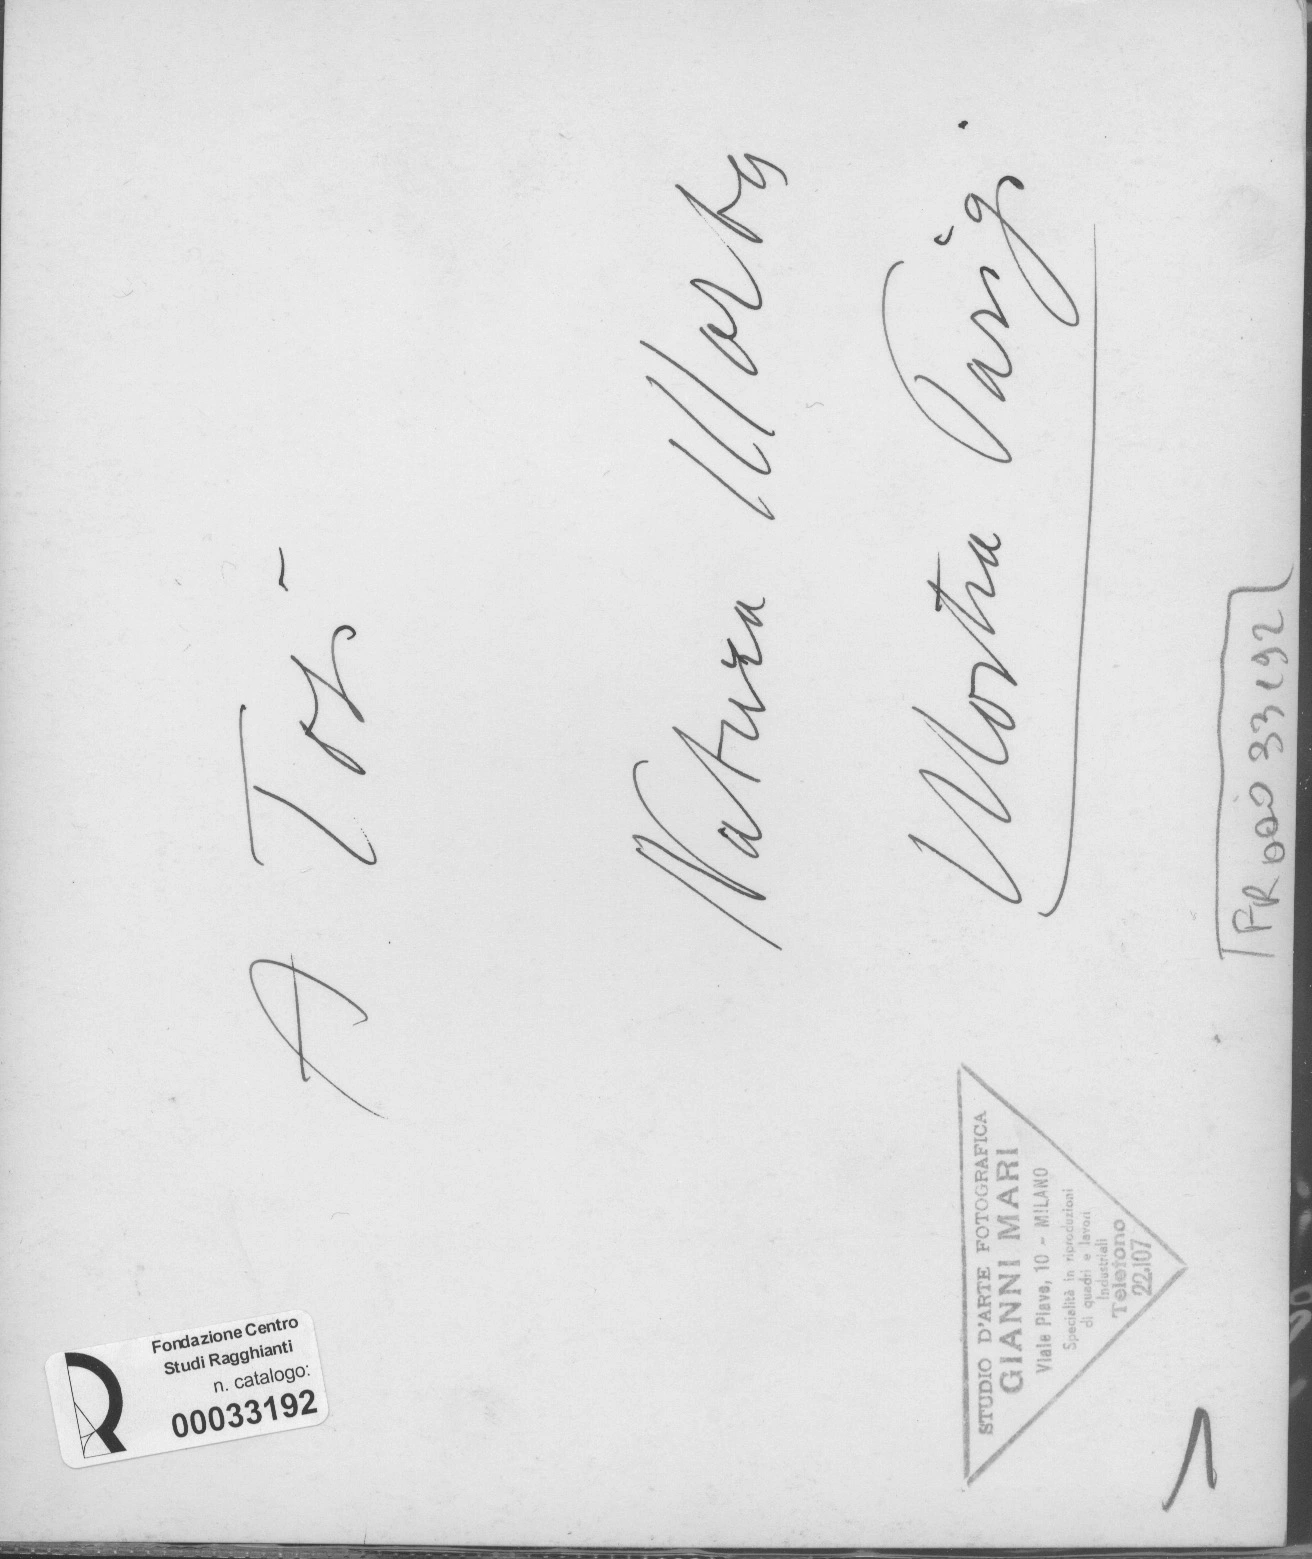 A Tosi
Natura Morta
Mostra Parigi
FR 00033192
STUDIO D'ARTE FOTOGRAFICA
GIANNI MARI
Viale Piave, 10 - MILANO
Specialità in riproduzioni
di quadri e lavori
Industriali
Telefono
22.107
1
Fondazione Centro
Studi Ragghianti
n. catalogo:
00033192